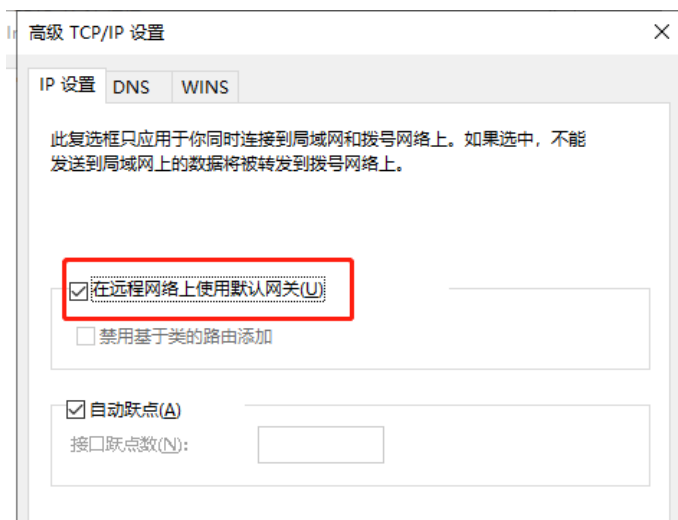 高级 TCP/IP 设置
IP 设置 DNS WINS
此复选框只应用于你同时连接到局域网和拨号网络上。如果选中，不能
发送到局域网上的数据将被转发到拨号网络上。
在远程网络上使用默认网关(U)
禁用基于类的路由添加
自动跃点(A)
接口跃点数(N):